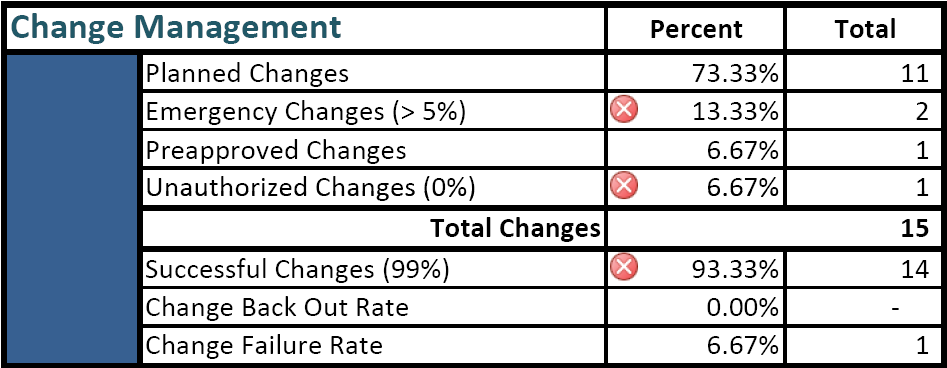 Change Management Percent Total
Planned Changes 73.33% 11
Emergency Changes (> 5%) 13.33% 2
Preapproved Changes 6.67% 1
Unauthorized Changes (0%) 6.67% 1
Total Changes 15
Successful Changes (99%) 93.33% 14
Change Back Out Rate 0.00% -
Change Failure Rate 6.67% 1